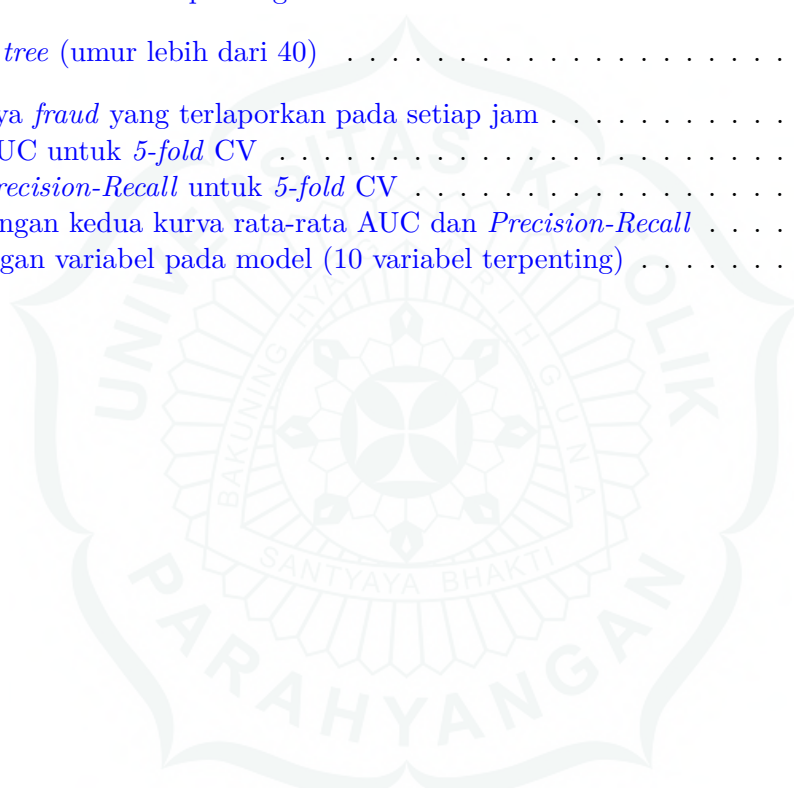 tree (umur lebih dari 40) . . . . . . . . . . . . . . . . . . . .
ya fraud yang terlaporkan pada setiap jam . . . . . . . . . . .
UC untuk 5-fold CV . . . . . . . . . . . . . . . . . . . . . . .
recision-Recall untuk 5-fold CV . . . . . . . . . . . . . . . . .
ngan kedua kurva rata-rata AUC dan Precision-Recall . . . .
gan variabel pada model (10 variabel terpenting) . . . . . . .
UNIVERSITAS KATOLIK
BAKUNING HYANG MRIH GUNA
SANTYAYA BHAKTI
PARAHYANGAN